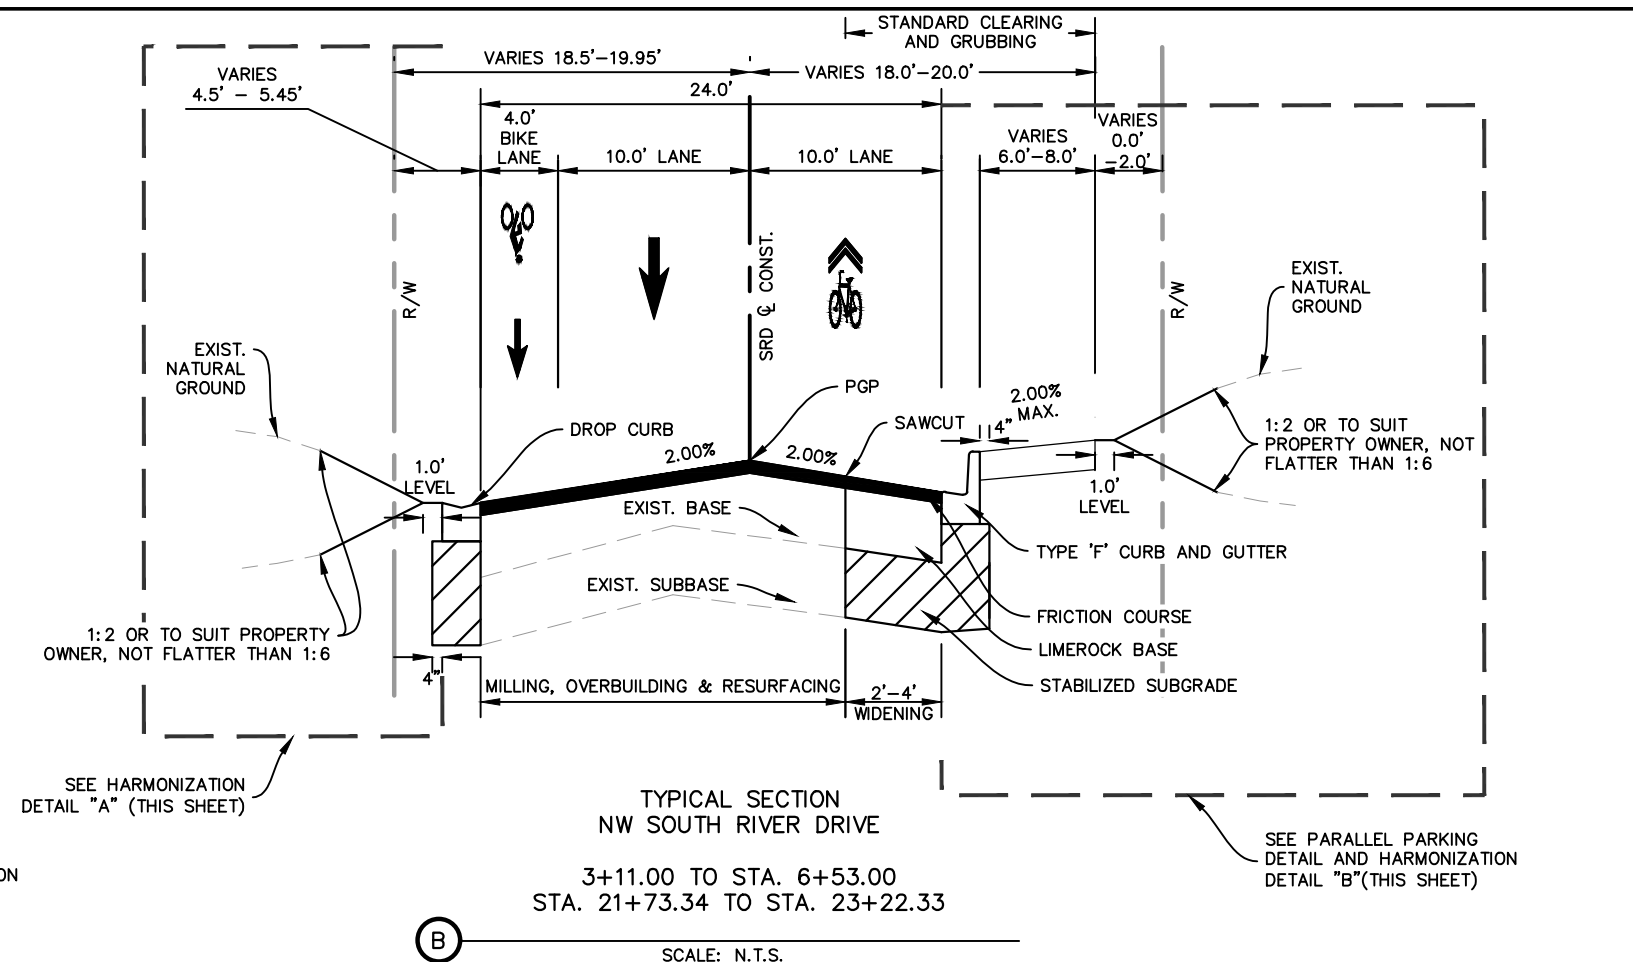 STANDARD CLEARING
AND GRUBBING
VARIES 18.5'-19.95'
VARIES 18.0'-20.0'
VARIES
4.5' - 5.45'
24.0'
4.0'
BIKE
LANE
10.0' LANE
10.0' LANE
VARIES
6.0'-8.0'
VARIES
0.0'
-2.0'
R/W
SRD ℄ CONST.
R/W
EXIST.
NATURAL
GROUND
EXIST.
NATURAL
GROUND
PGP
DROP CURB
SAWCUT
2.00%
2.00%
4"
2.00%
MAX.
1:2 OR TO SUIT
PROPERTY OWNER, NOT
FLATTER THAN 1:6
1.0'
LEVEL
1.0'
LEVEL
EXIST. BASE
EXIST. SUBBASE
TYPE 'F' CURB AND GUTTER
FRICTION COURSE
LIMEROCK BASE
STABILIZED SUBGRADE
1:2 OR TO SUIT PROPERTY
OWNER, NOT FLATTER THAN 1:6
4"
MILLING, OVERBUILDING & RESURFACING
2'-4'
WIDENING
SEE HARMONIZATION
DETAIL "A" (THIS SHEET)
TYPICAL SECTION
NW SOUTH RIVER DRIVE
3+11.00 TO STA. 6+53.00
STA. 21+73.34 TO STA. 23+22.33
SEE PARALLEL PARKING
DETAIL AND HARMONIZATION
DETAIL "B"(THIS SHEET)
ON
B
SCALE: N.T.S.